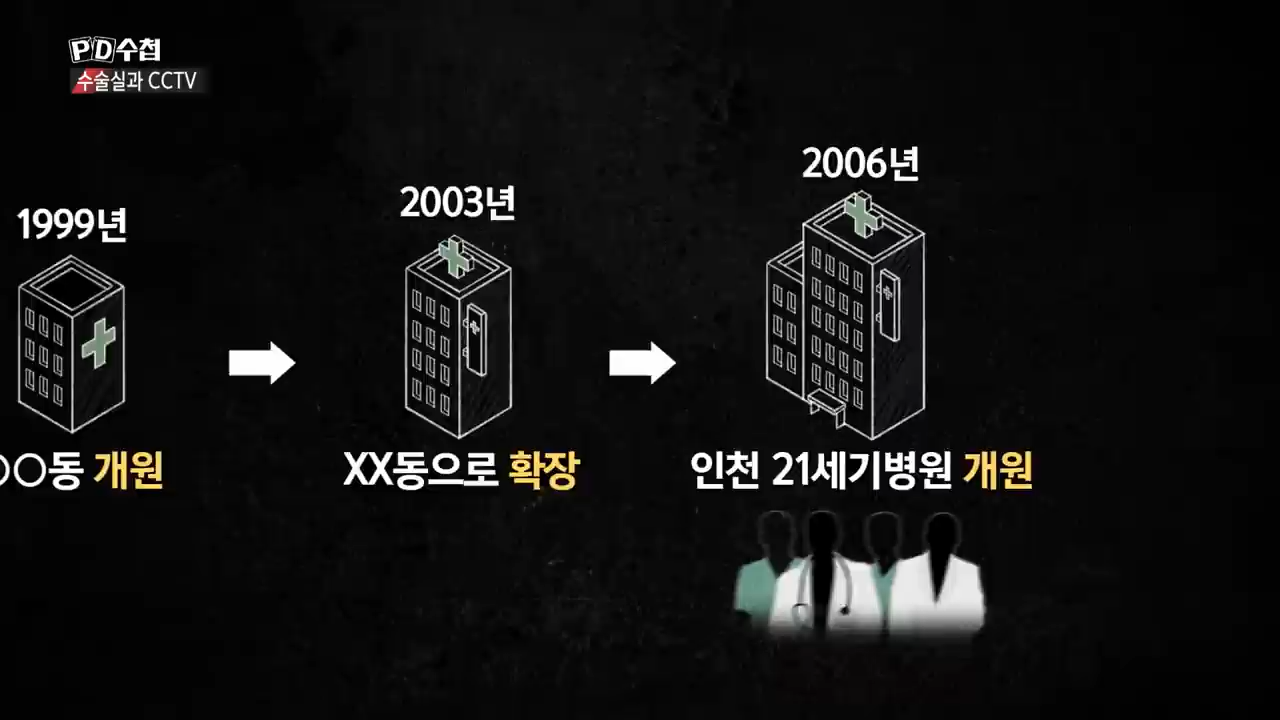 PD수첩
수술실과 CCTV
1999년
2003년
2006년
○○동 개원
XX동으로 확장
인천 21세기병원 개원